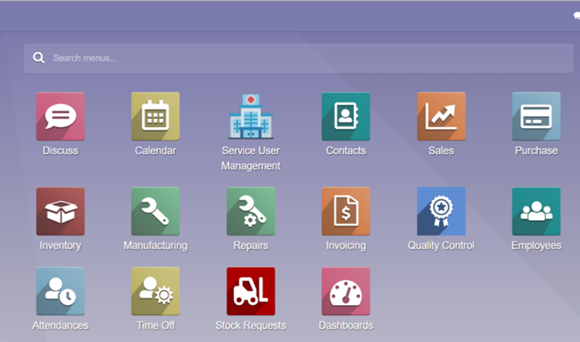 Search menus...
Discuss
Calendar
Service User
Management
Contacts
Sales
Purchase
Inventory
Manufacturing
Repairs
Invoicing
Quality Control
Employees
Attendances
Time Off
Stock Requests
Dashboards